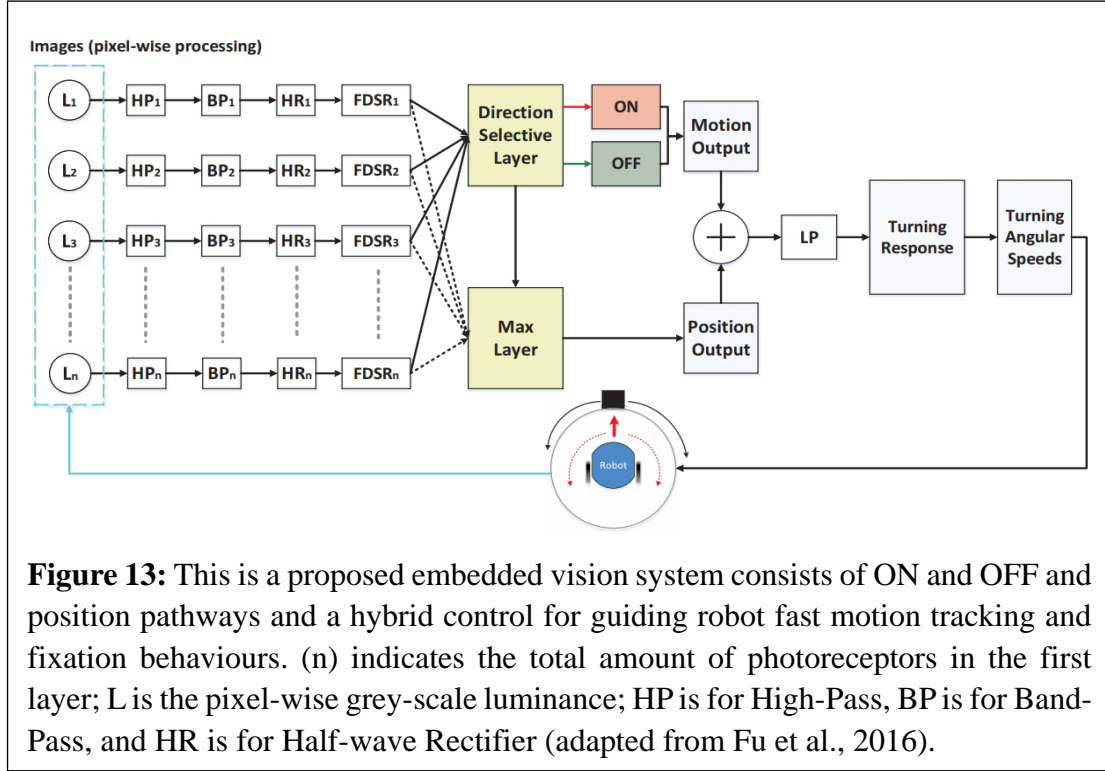 Images (pixel-wise processing)
L1 HP1 BP1 HR1 FDSR1
L2 HP2 BP2 HR2 FDSR2
L3 HP3 BP3 HR3 FDSR3
Ln HPn BPn HRn FDSRn
Direction
Selective
Layer
Max
Layer
ON
OFF
Motion
Output
Position
Output
LP
Turning
Response
Turning
Angular
Speeds
Robot
Figure 13: This is a proposed embedded vision system consists of ON and OFF and
position pathways and a hybrid control for guiding robot fast motion tracking and
fixation behaviours. (n) indicates the total amount of photoreceptors in the first
layer; L is the pixel-wise grey-scale luminance; HP is for High-Pass, BP is for Band-
Pass, and HR is for Half-wave Rectifier (adapted from Fu et al., 2016).